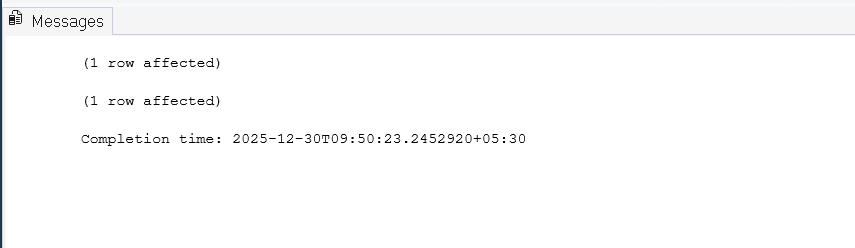 Messages
(1 row affected)
(1 row affected)
Completion time: 2025-12-30T09:50:23.2452920+05:30